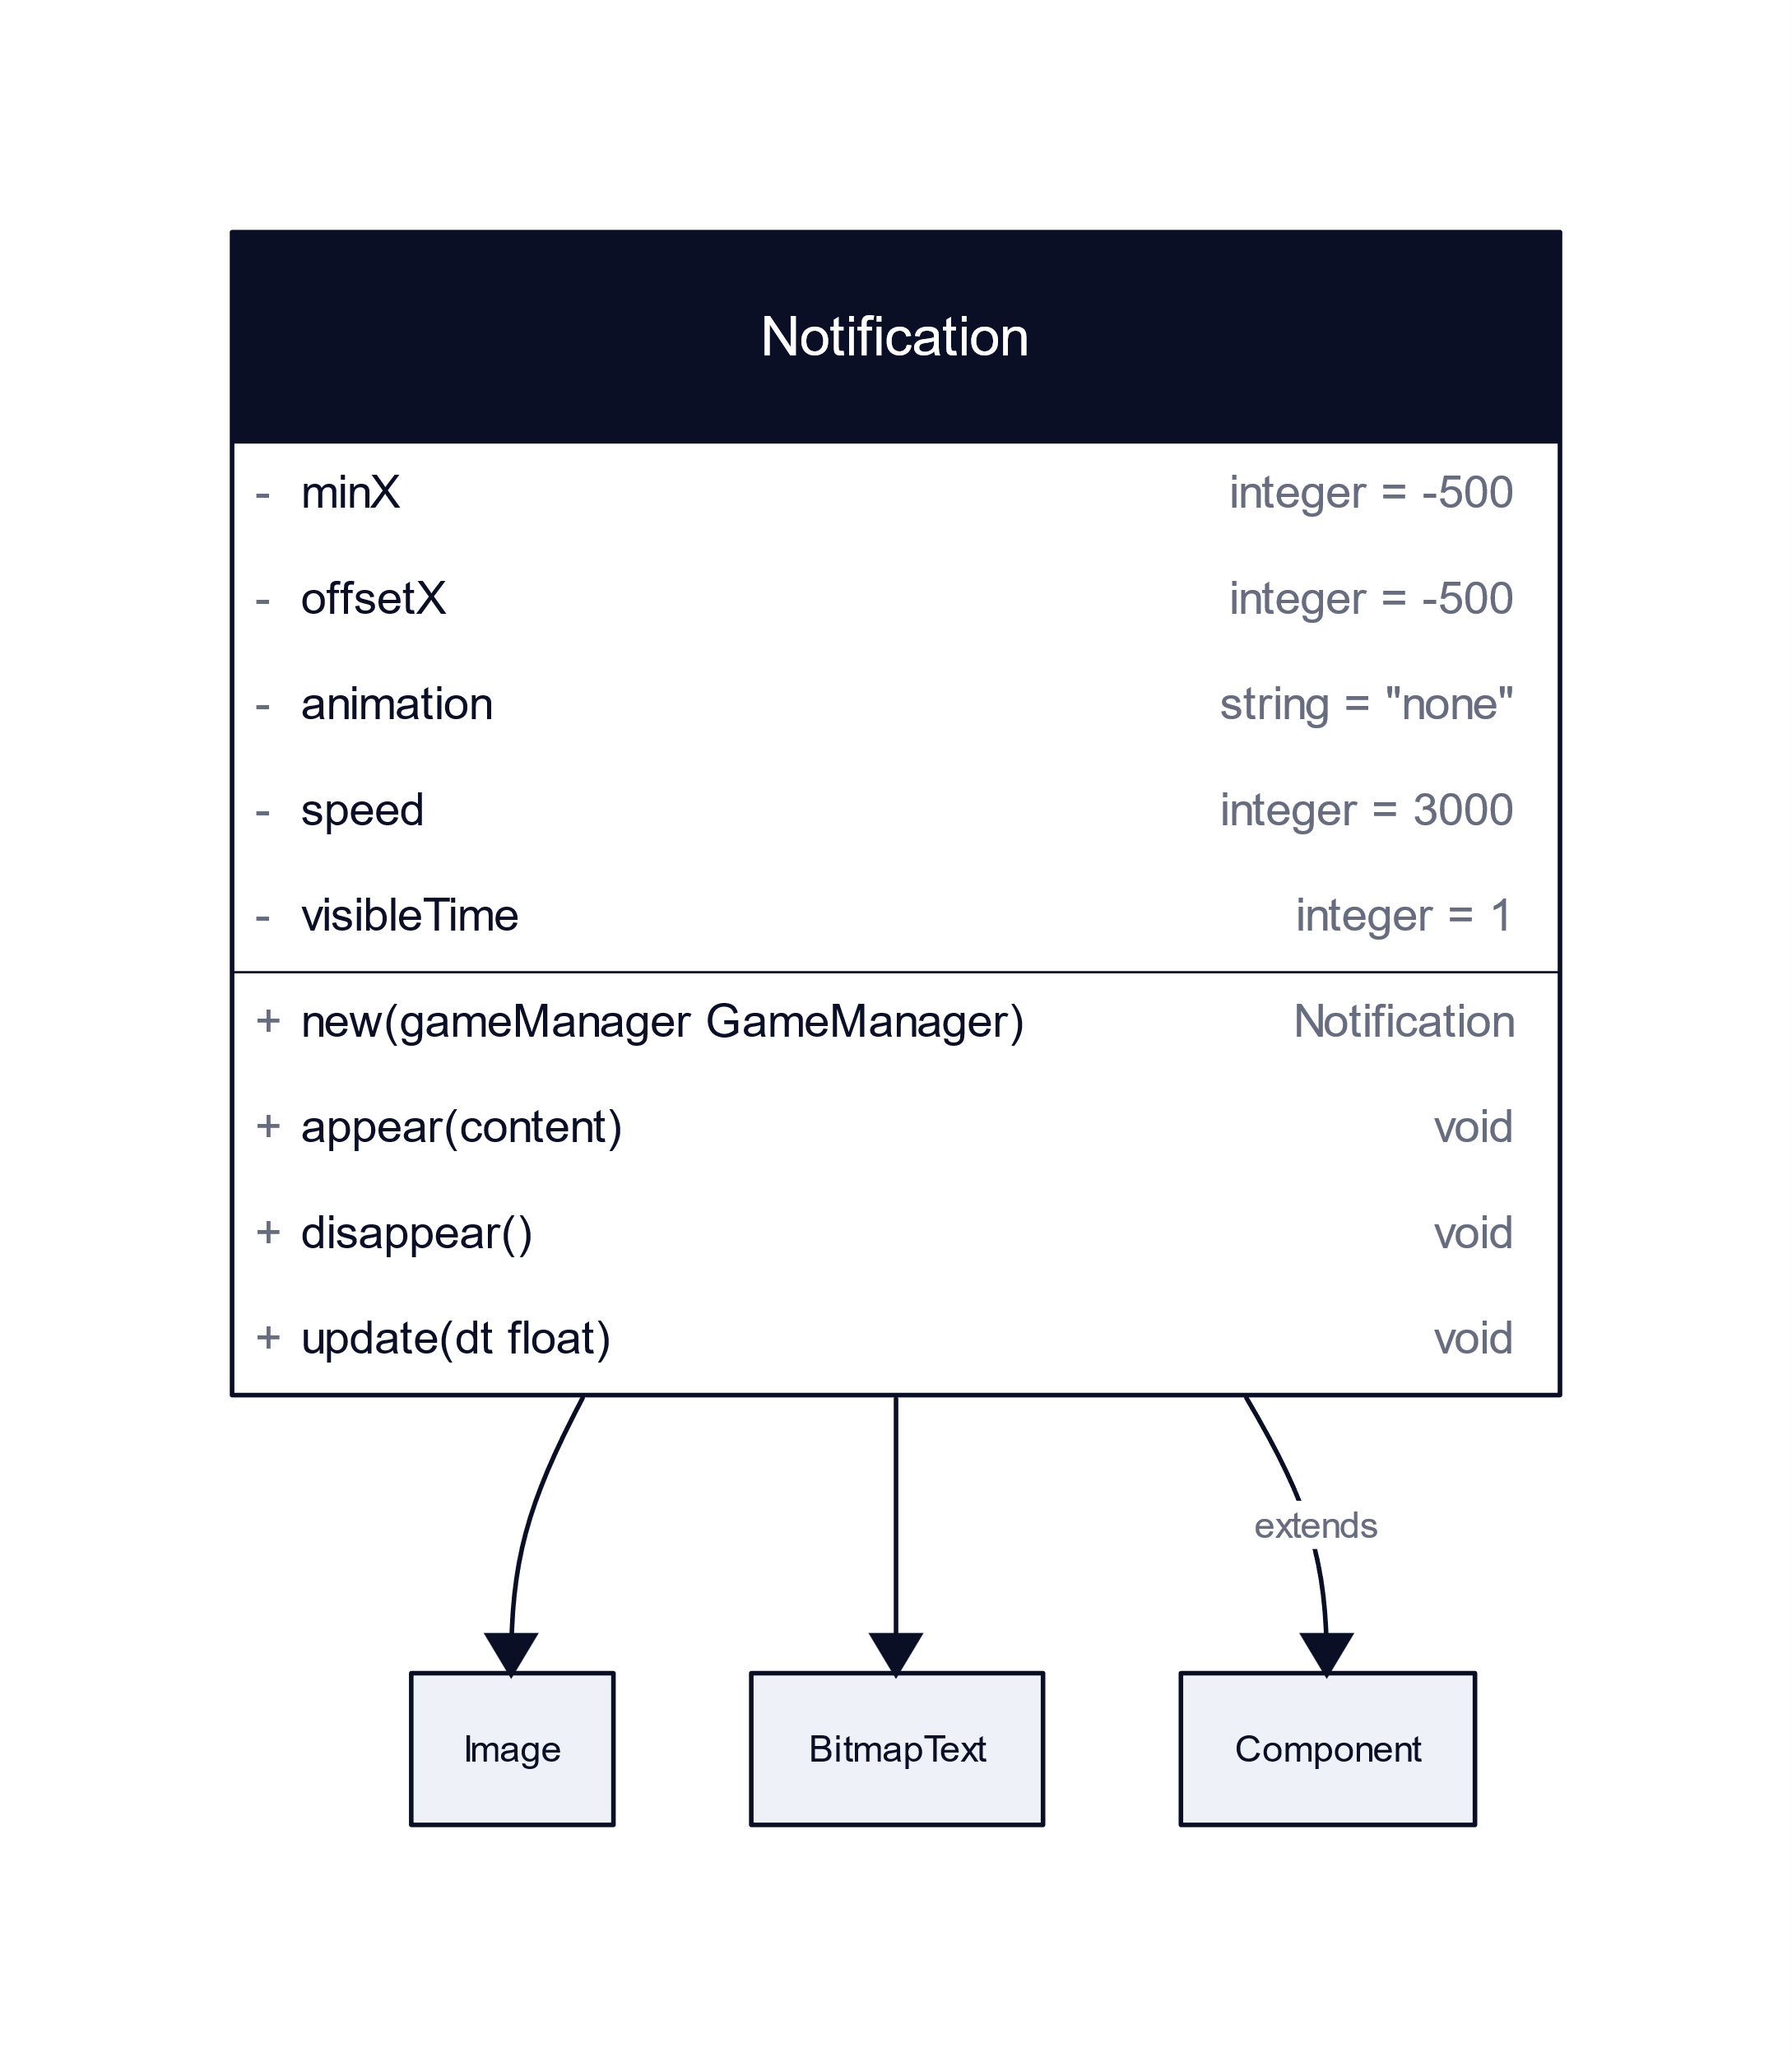 Notification
- minX integer = -500
- offsetX integer = -500
- animation string = "none"
- speed integer = 3000
- visibleTime integer = 1
+ new(gameManager GameManager) Notification
+ appear(content) void
+ disappear() void
+ update(dt float) void
extends
Image BitmapText Component